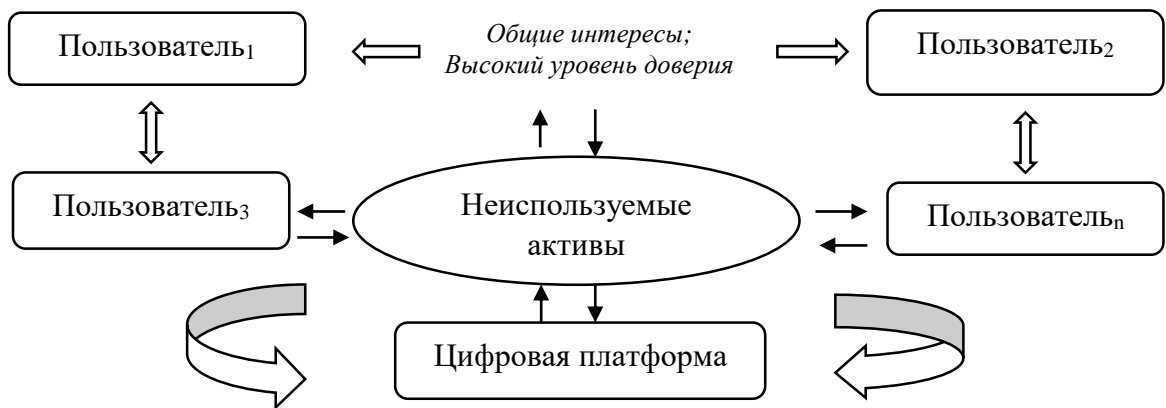 Пользователь₁
Общие интересы;
Высокий уровень доверия
Пользователь₂
Пользователь₃
Неиспользуемые
активы
Пользовательₙ
Цифровая платформа